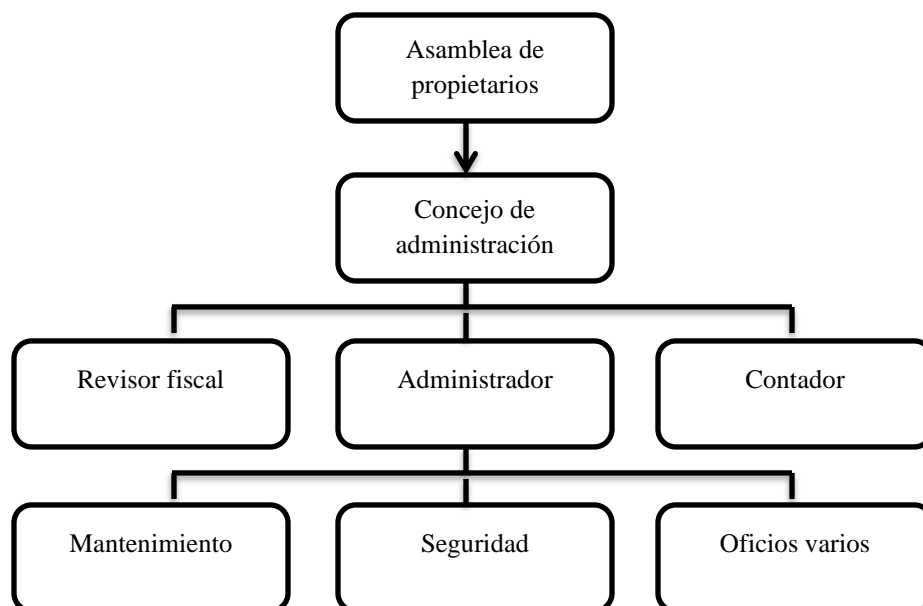 Asamblea de
propietarios
Concejo de
administración
Revisor fiscal
Administrador
Contador
Mantenimiento
Seguridad
Oficios varios